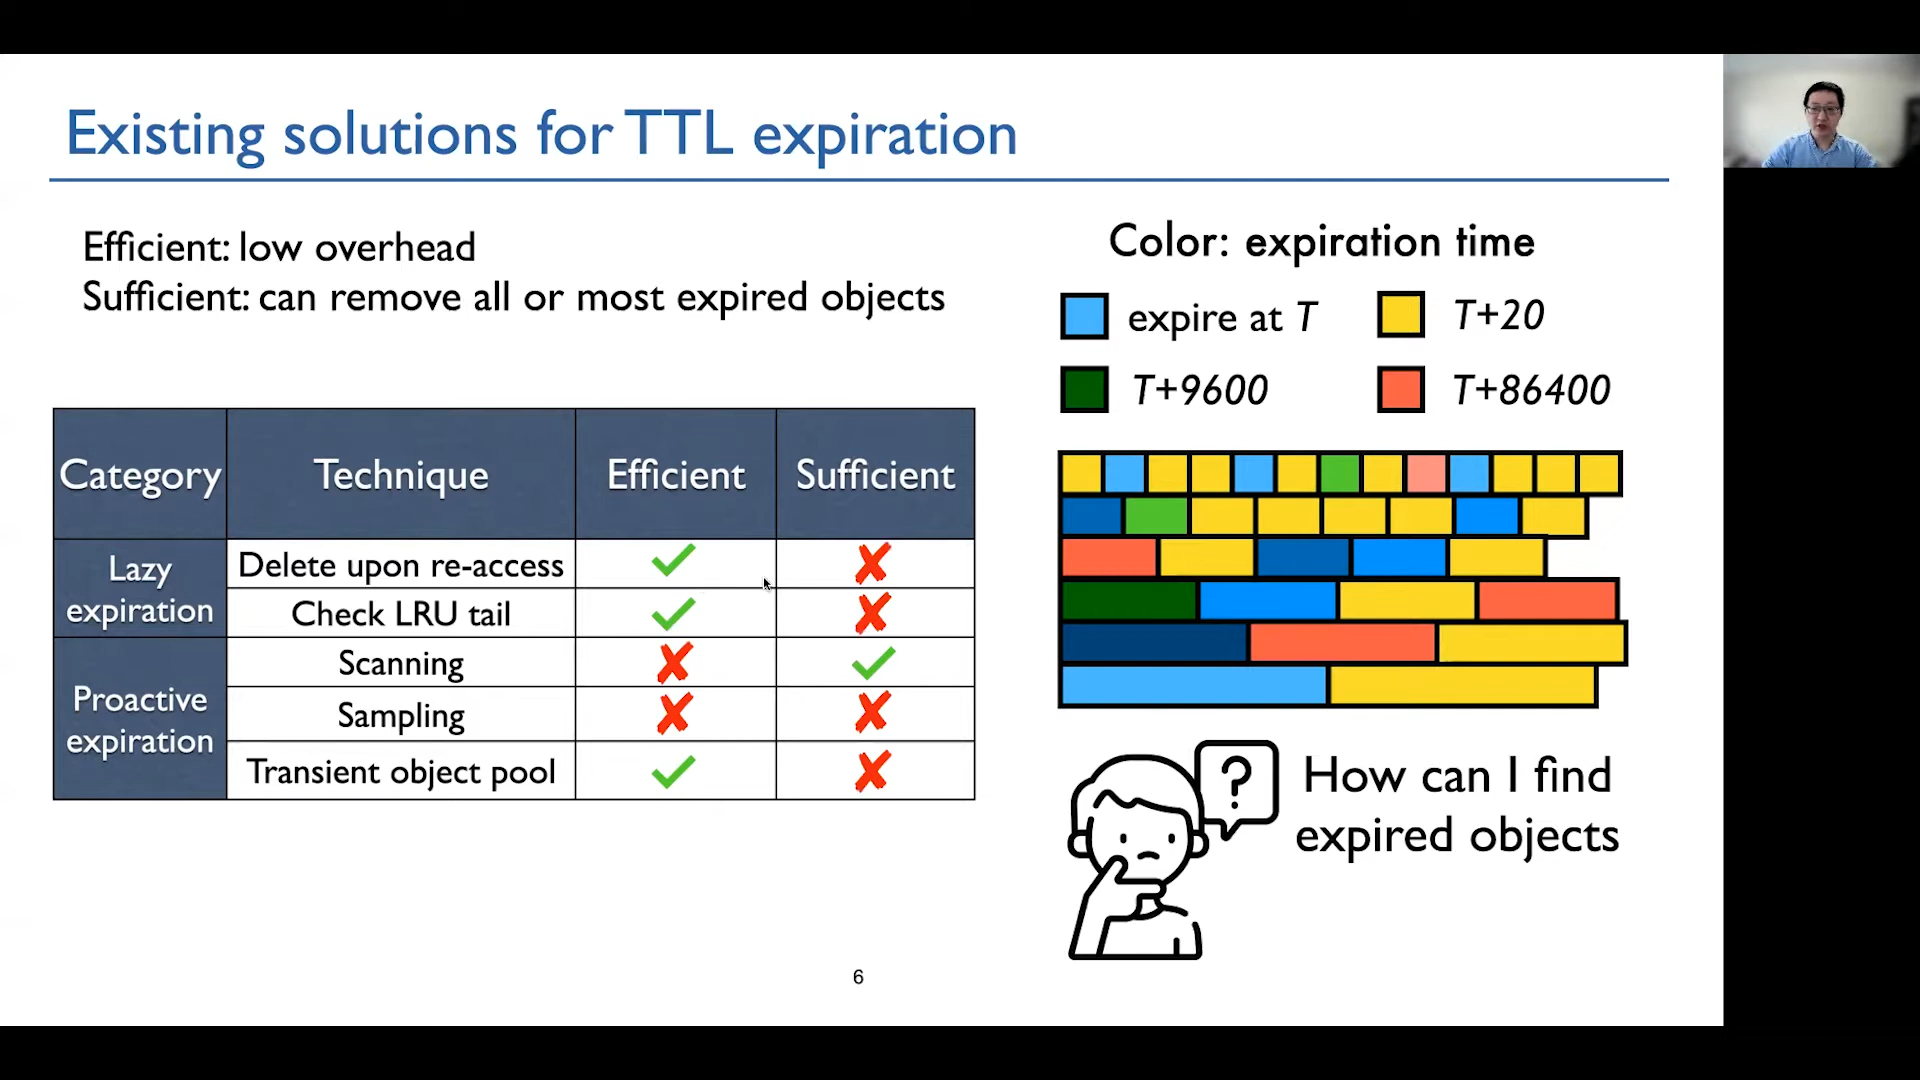 Existing solutions for TTL expiration
Efficient: low overhead
Sufficient: can remove all or most expired objects
Category Technique Efficient Sufficient
Lazy expiration
Delete upon re-access
Check LRU tail
Proactive expiration
Scanning
Sampling
Transient object pool
Color: expiration time
expire at T
T+20
T+9600
T+86400
?
How can I find
expired objects
6